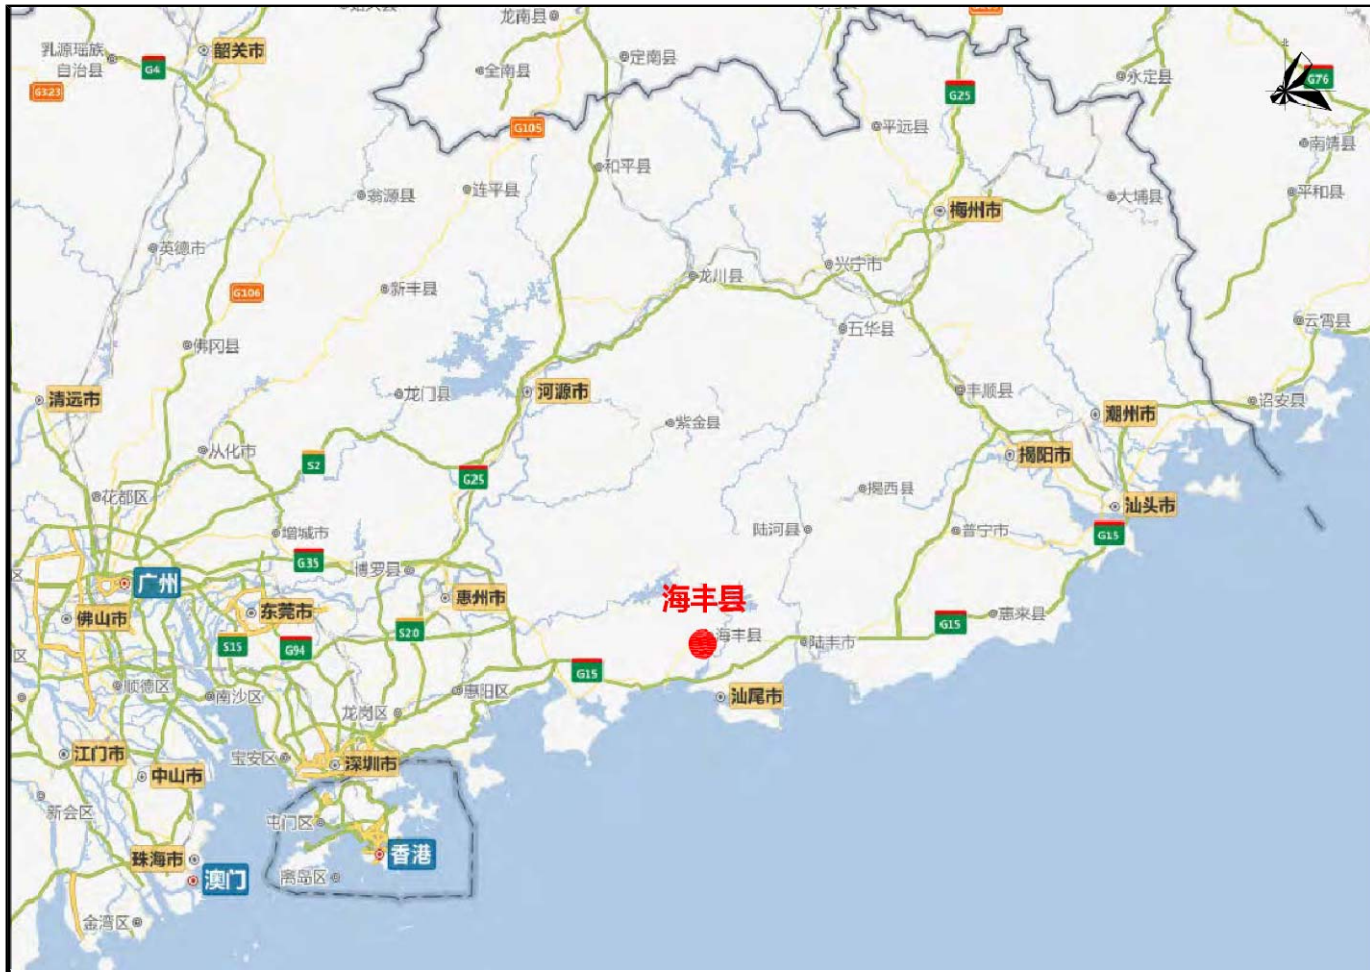 龙南县
定南县
全南县
乳源瑶族
自治县
韶关市
G4
G323
G105
G25
永定县
北
G76
平远县
南靖县
和平县
翁源县
连平县
大埔县
平和县
梅州市
英德市
兴宁市
龙川县
新丰县
G106
云霄县
五华县
佛冈县
清远市
龙门县
河源市
丰顺县
诏安县
潮州市
紫金县
从化市
S2
G25
揭阳市
花都区
揭西县
汕头市
增城市
陆河县
普宁市
G15
G35
博罗县
广州
惠州市
海丰县
东莞市
佛山市
惠来县
G15
S20
海丰县
陆丰市
S15
G94
区
区
G15
顺德区
南沙区
惠阳区
汕尾市
龙岗区
江门市
宝安区
深圳市
中山市
新会区
屯门区
香港
珠海市
澳门
离岛区
金湾区